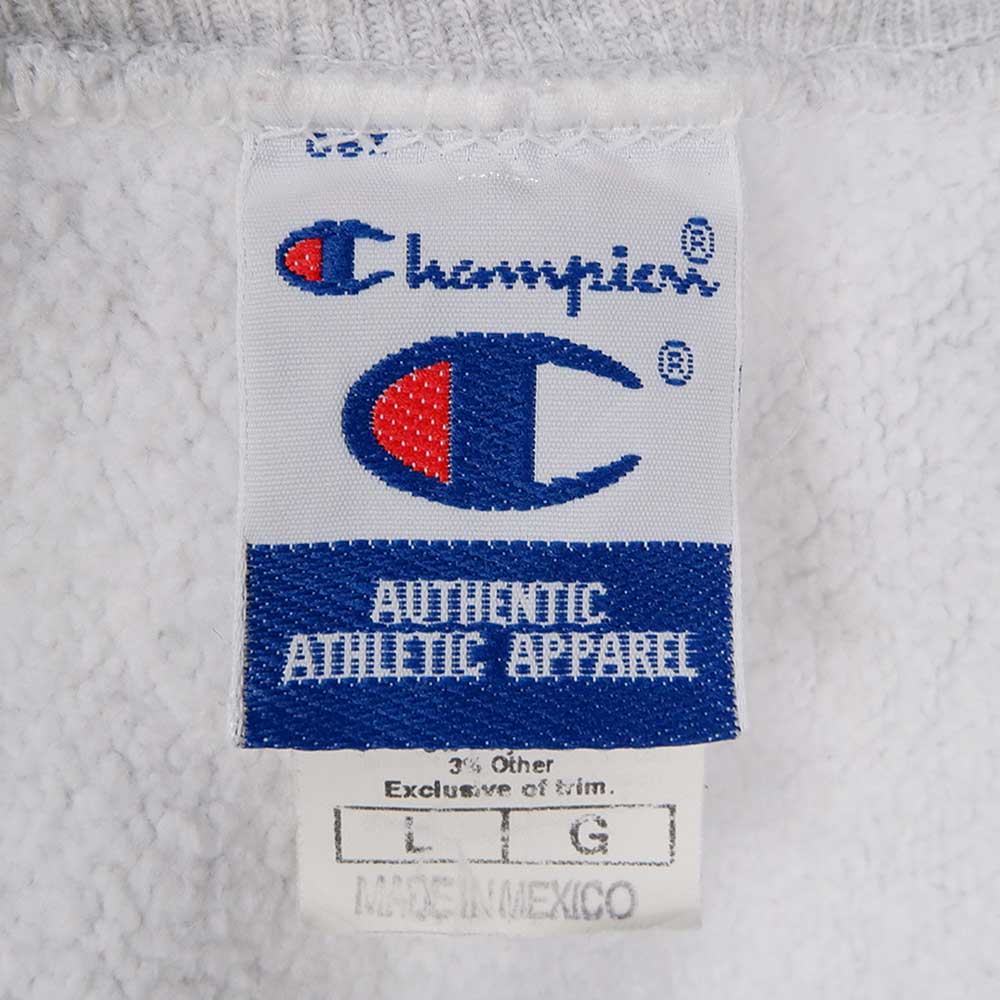 Champion®
®
AUTHENTIC
ATHLETIC APPAREL
3% Other
Exclusive of trim.
L G
MADE IN MEXICO